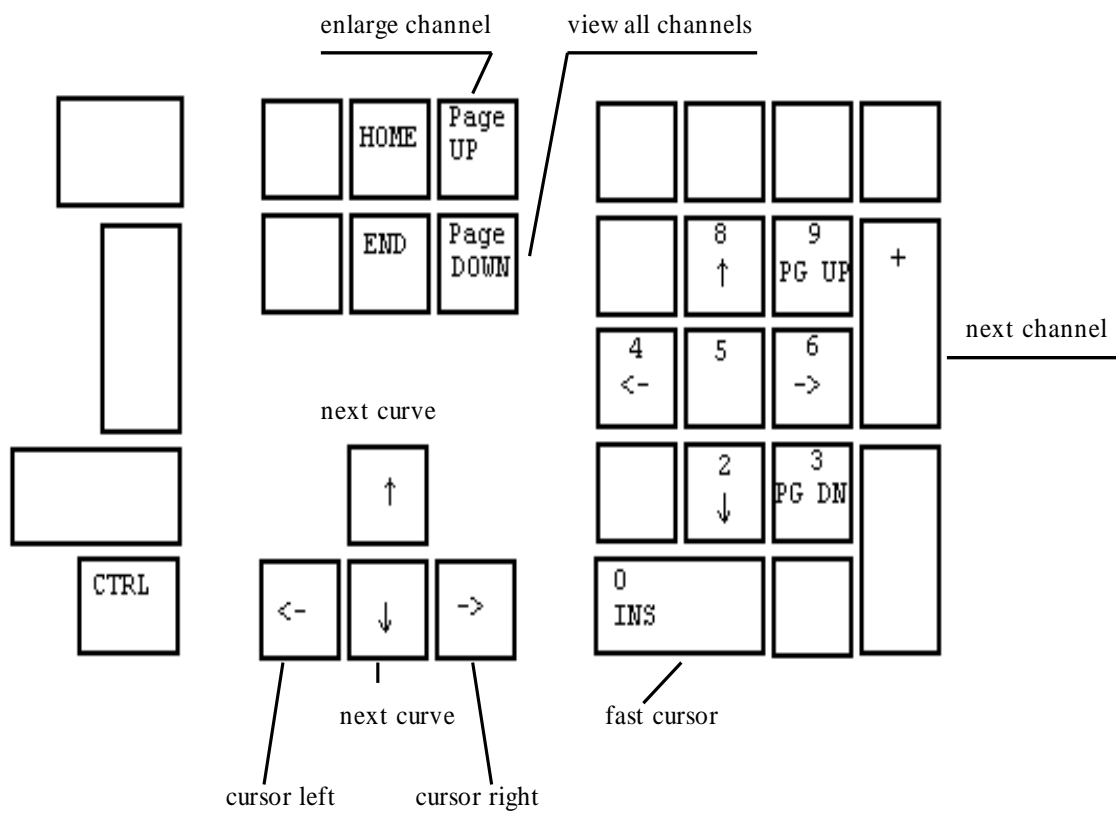 enlarge channel
view all channels
HOME
Page
UP
END
Page
DOWN
8
↑
9
PG UP
+
4
<-
5
6
->
next channel
next curve
↑
2
↓
3
PG DN
CTRL
<-
↓
->
0
INS
next curve
fast cursor
cursor left
cursor right